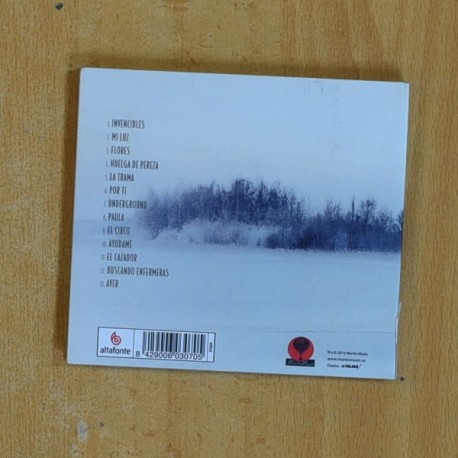 1. INVENCIBLES
2. MI LUZ
3. FLORES
4. HUELGA DE PEREZA
5. LA TRAMA
6. POR TI
7. UNDERGROUND
8. PAULA
9. EL CIRCO
10. AYUDAME
11. EL CAZADOR
12. BUSCANDO ENFERMERAS
13. AYER
altafonte
8 429006 030705